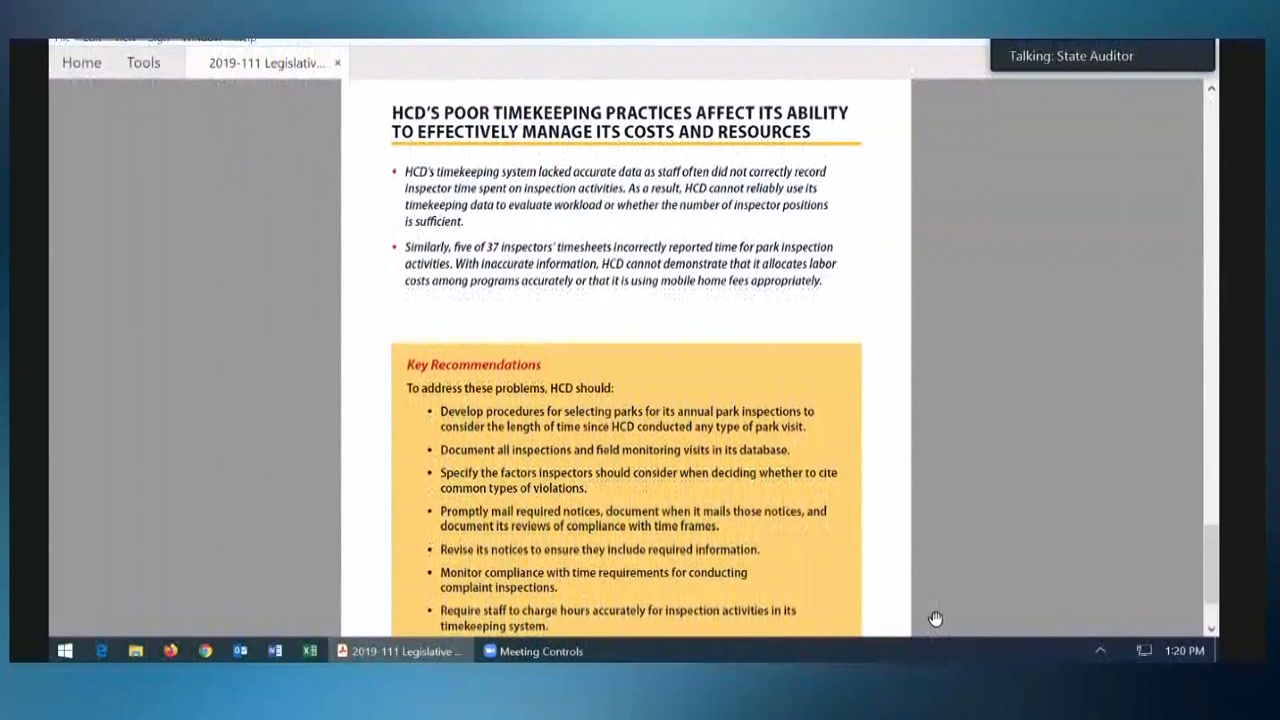 Home Tools 2019-111 Legislativ... ×
Talking: State Auditor
HCD'S POOR TIMEKEEPING PRACTICES AFFECT ITS ABILITY
TO EFFECTIVELY MANAGE ITS COSTS AND RESOURCES
• HCD's timekeeping system lacked accurate data as staff often did not correctly record
inspector time spent on inspection activities. As a result, HCD cannot reliably use its
timekeeping data to evaluate workload or whether the number of inspector positions
is sufficient.
• Similarly, five of 37 inspectors' timesheets incorrectly reported time for park inspection
activities. With inaccurate information, HCD cannot demonstrate that it allocates labor
costs among programs accurately or that it is using mobile home fees appropriately.
Key Recommendations
To address these problems, HCD should:
• Develop procedures for selecting parks for its annual park inspections to
consider the length of time since HCD conducted any type of park visit.
• Document all inspections and field monitoring visits in its database.
• Specify the factors inspectors should consider when deciding whether to cite
common types of violations.
• Promptly mail required notices, document when it mails those notices, and
document its reviews of compliance with time frames.
• Revise its notices to ensure they include required information.
• Monitor compliance with time requirements for conducting
complaint inspections.
• Require staff to charge hours accurately for inspection activities in its
timekeeping system.
2019-111 Legislative ... Meeting Controls 1:20 PM